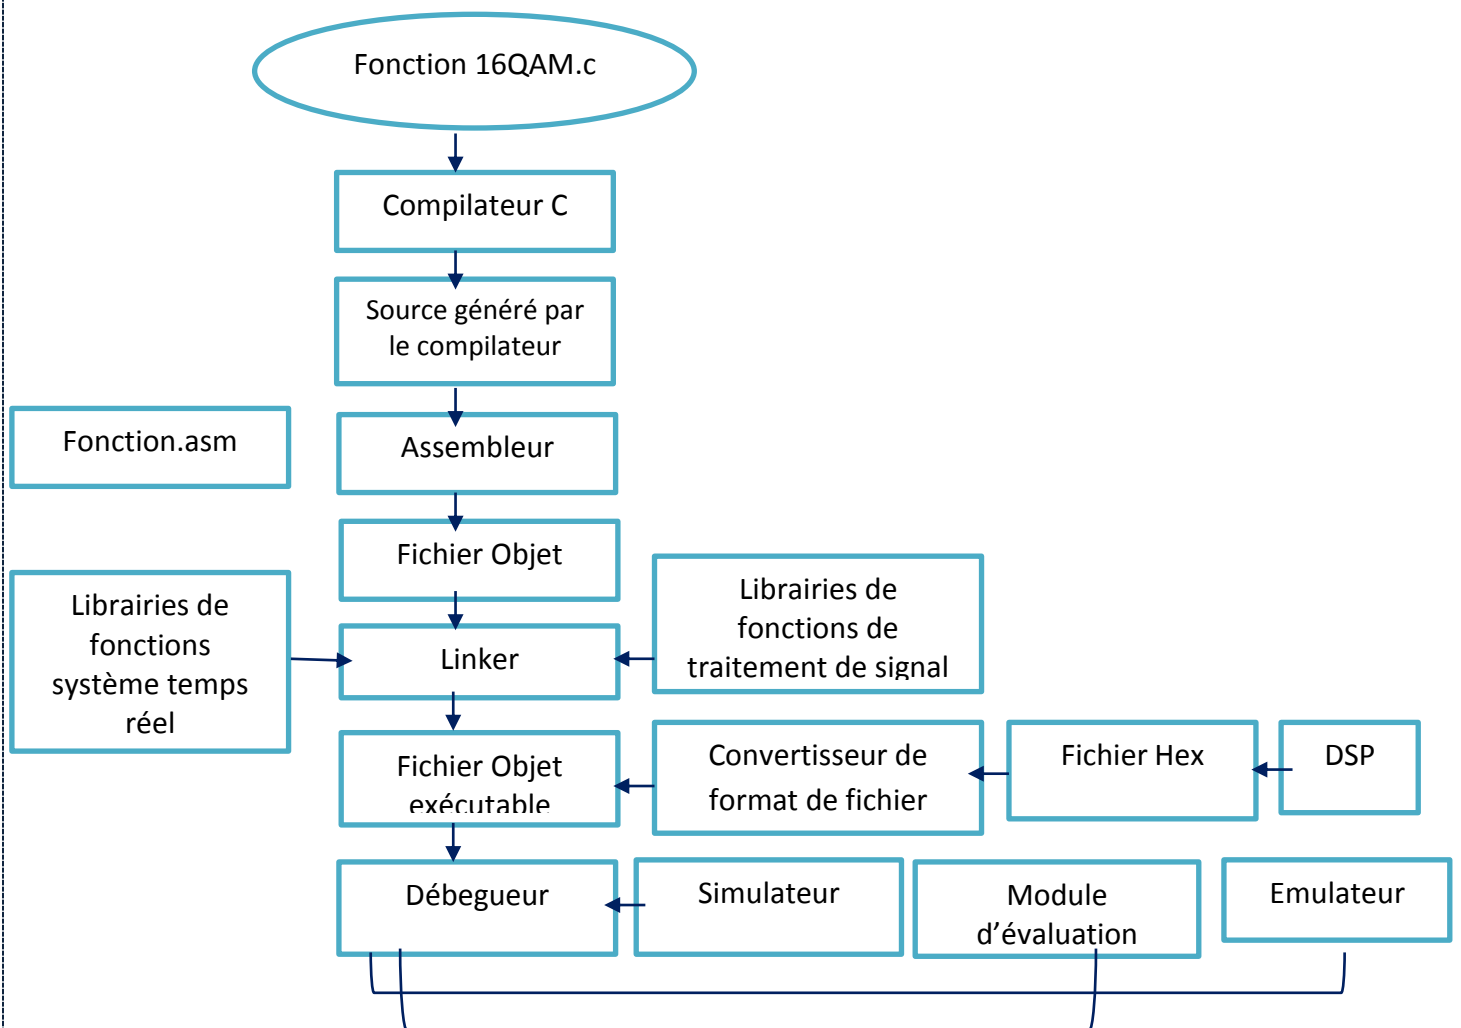 Fonction 16QAM.c
Compilateur C
Source généré par
le compilateur
Fonction.asm
Assembleur
Fichier Objet
Librairies de
fonctions
système temps
réel
Linker
Librairies de
fonctions de
traitement de signal
Fichier Objet
exécutable
Convertisseur de
format de fichier
Fichier Hex
DSP
Débegueur
Simulateur
Module
d’évaluation
Emulateur